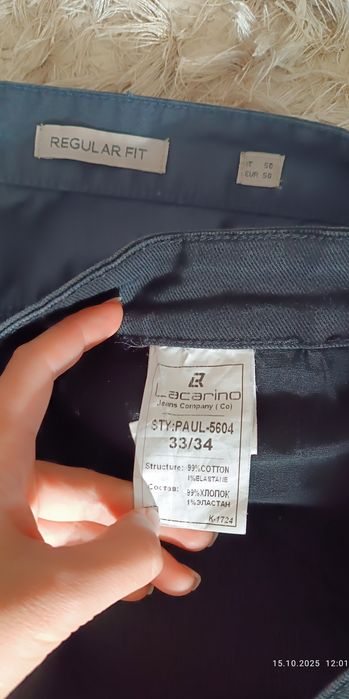 REGULAR FIT
IT 50
EUR 50
Lacarino
Jeans Company (Co)
STY:PAUL-5604
33/34
Structure: 99%COTTON
1%ELASTANE
Состав: 99%ХЛОПОК
1%ЭЛАСТАН
K-1724
15.10.2025 12:01